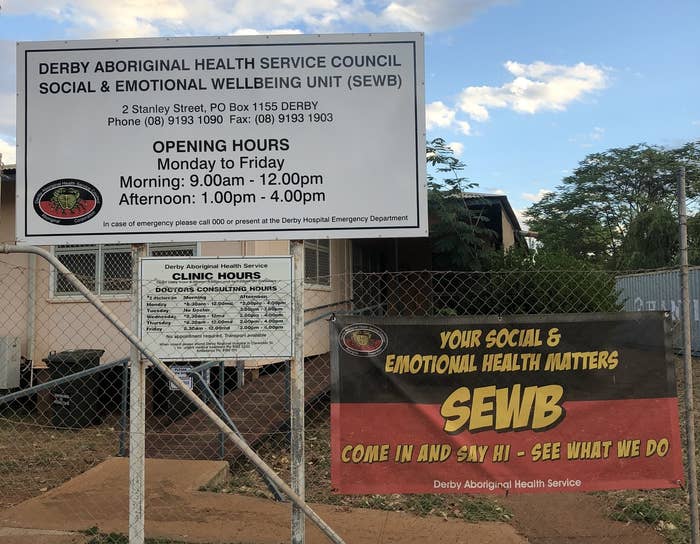 DERBY ABORIGINAL HEALTH SERVICE COUNCIL
SOCIAL & EMOTIONAL WELLBEING UNIT (SEWB)
2 Stanley Street, PO Box 1155 DERBY
Phone (08) 9193 1090 Fax: (08) 9193 1903
OPENING HOURS
Monday to Friday
Morning: 9.00am - 12.00pm
Afternoon: 1.00pm - 4.00pm
In case of emergency please call 000 or present at the Derby Hospital Emergency Department
Derby Aboriginal Health Service
CLINIC HOURS
DOCTORS CONSULTING HOURS
Morning Afternoon
Monday
Tuesday No Doctor
Wednesday
Thursday
Friday
No appointment required.
YOUR SOCIAL &
EMOTIONAL HEALTH MATTERS
SEWB
COME IN AND SAY HI - SEE WHAT WE DO
Derby Aboriginal Health Service